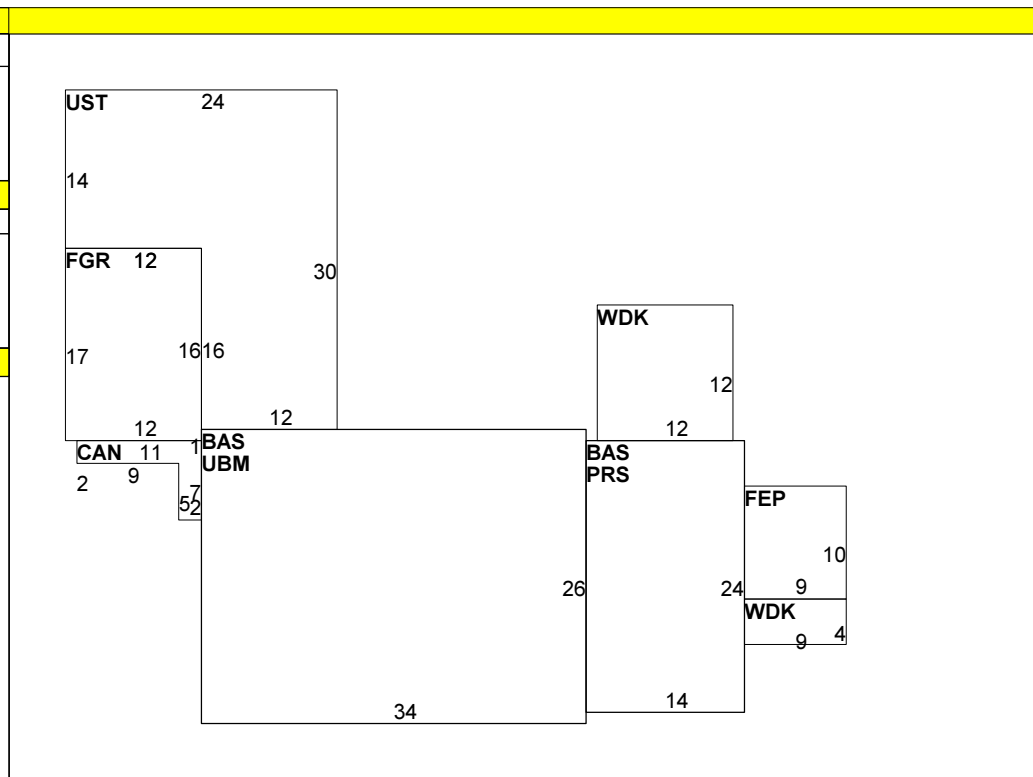 UST 24
14
FGR 12
30
WDK
17 16 16
12
12 12 12
CAN 11 1 BAS
UBM
BAS
PRS
9
2 7
5 2
FEP
10
26 24 9
WDK
9 4
34 14